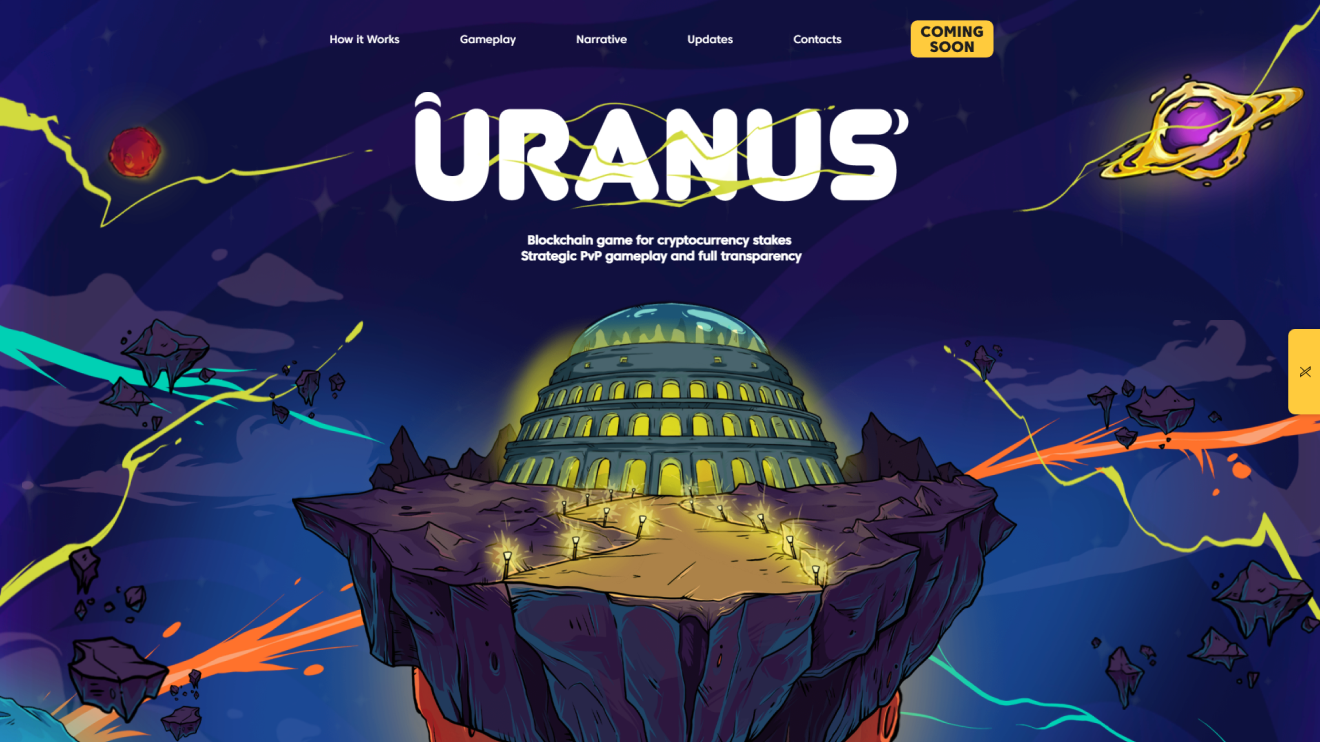 How it Works
Gameplay
Narrative
Updates
Contacts
COMING
SOON
URANUS
Blockchain game for cryptocurrency stakes
Strategic PvP gameplay and full transparency